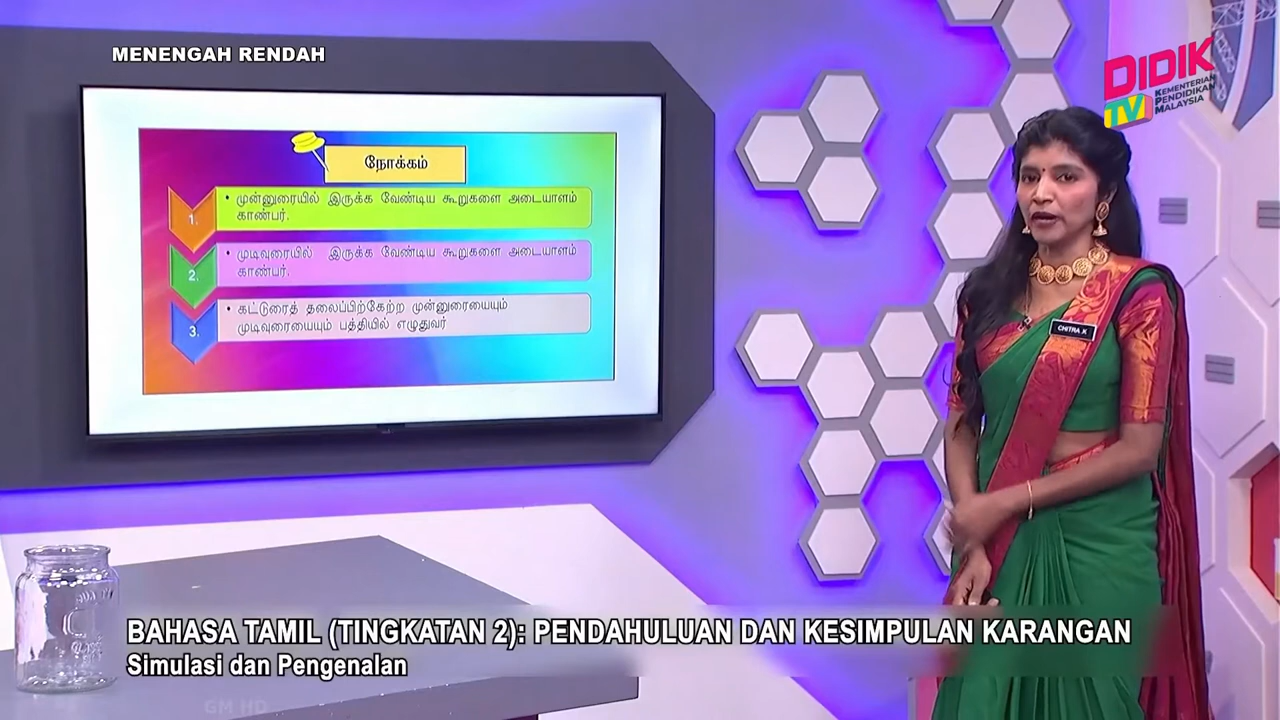 MENENGAH RENDAH
DIDIK
TV
KEMENTERIAN
PENDIDIKAN
MALAYSIA
நோக்கம்
1.
• முன்னுரையில் இருக்க வேண்டிய கூறுகளை அடையாளம்
காண்பர்.
2.
• முடிவுரையில் இருக்க வேண்டிய கூறுகளை அடையாளம்
காண்பர்.
3.
• கட்டுரைத் தலைப்பிற்கேற்ற முன்னுரையையும்
முடிவுரையையும் பத்தியில் எழுதுவர்
CHITRA K
BAHASA TAMIL (TINGKATAN 2): PENDAHULUAN DAN KESIMPULAN KARANGAN
Simulasi dan Pengenalan
GM HD